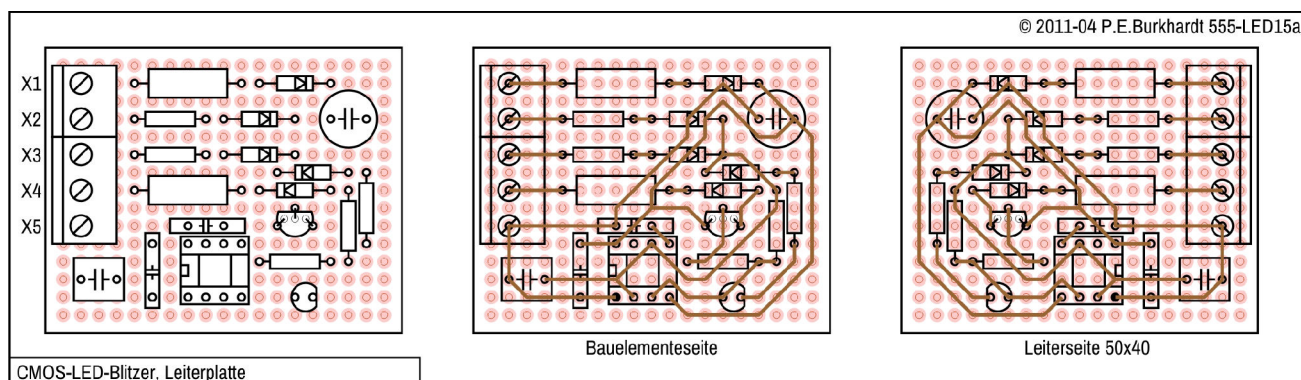 © 2011-04 P.E.Burkhardt 555-LED15a
X1
X2
X3
X4
X5
Bauelementeseite
Leiterseite 50x40
CMOS-LED-Blitzer, Leiterplatte